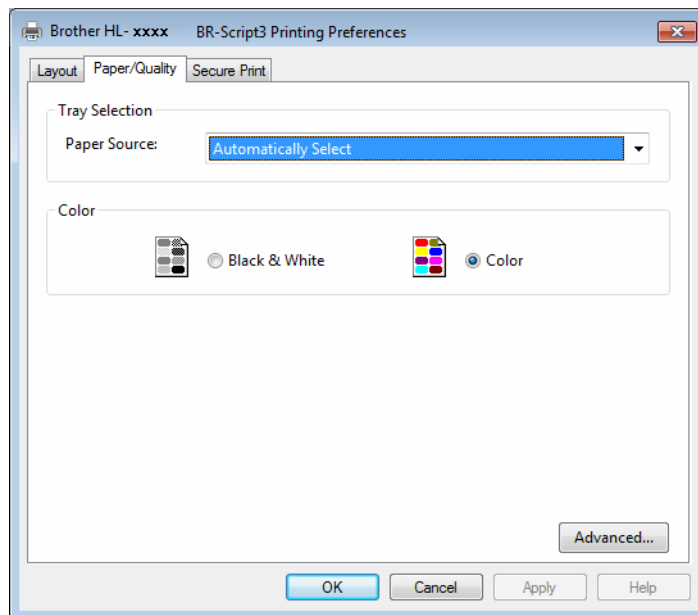 Brother HL- xxxx BR-Script3 Printing Preferences
Layout Paper/Quality Secure Print
Tray Selection
Paper Source: Automatically Select
Color
Black & White Color
Advanced...
OK Cancel Apply Help